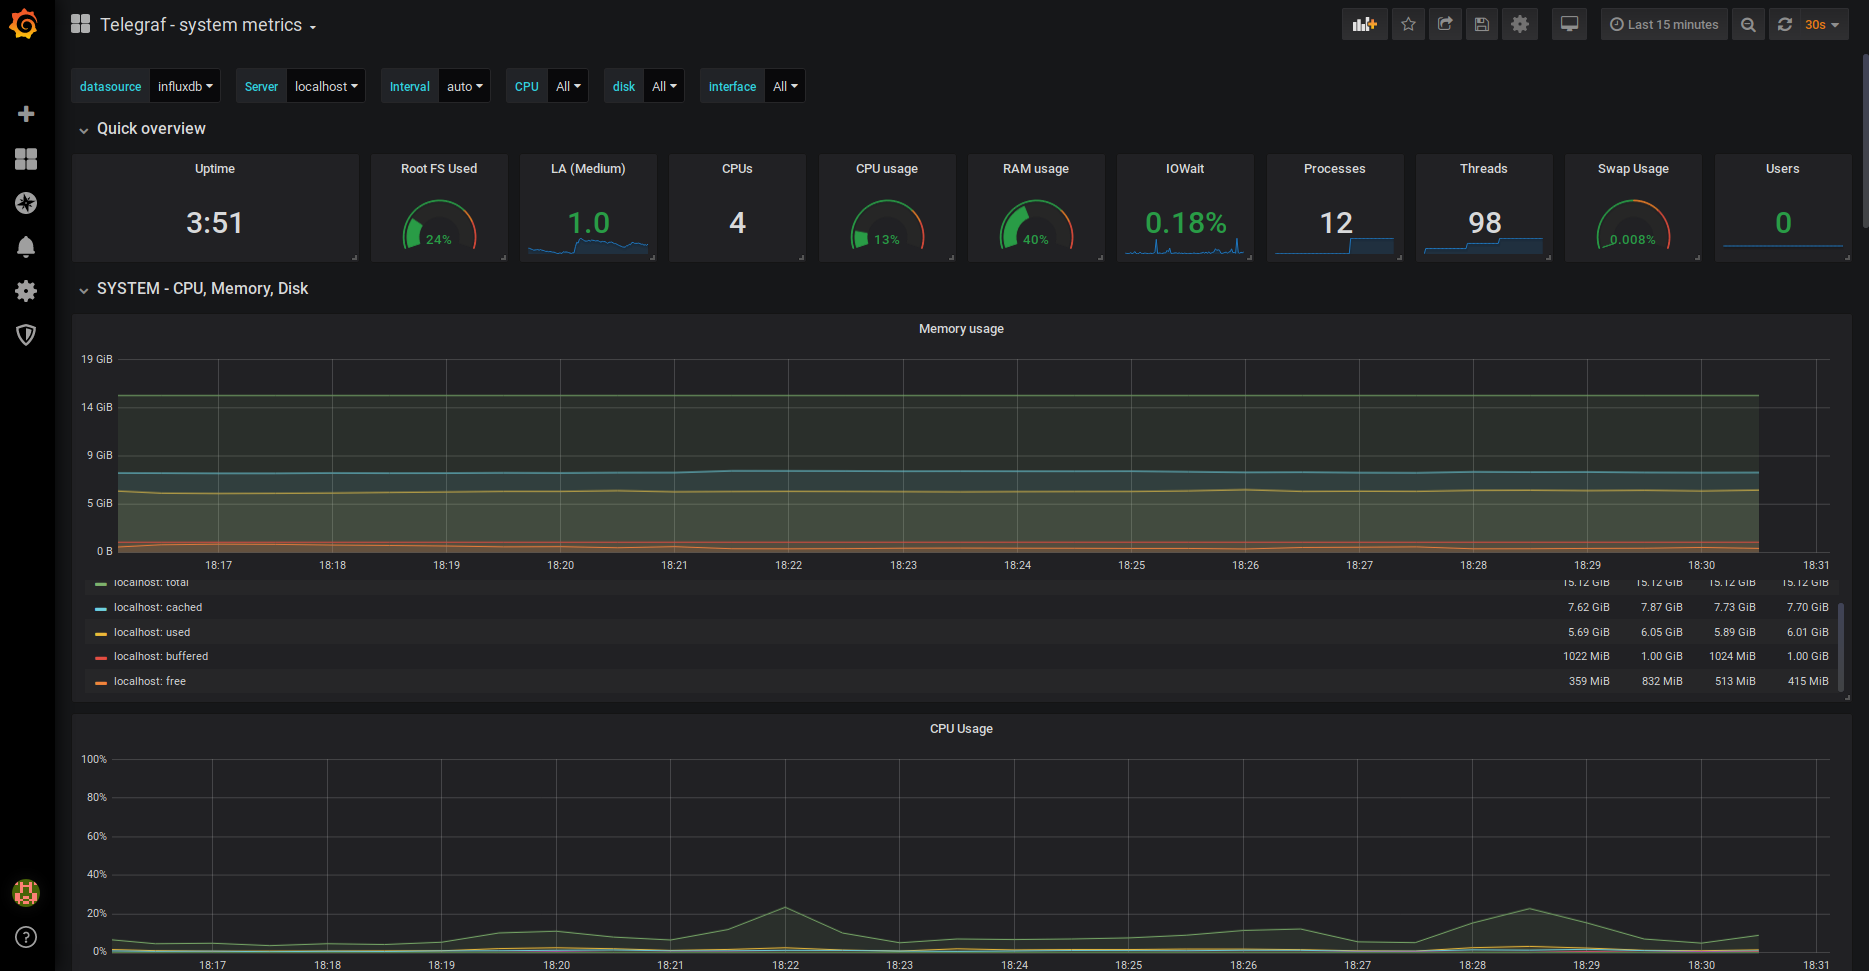 Telegraf - system metrics
Last 15 minutes
30s
datasource influxdb
Server localhost
Interval auto
CPU All
disk All
interface All
Quick overview
Uptime
3:51
Root FS Used
24%
LA (Medium)
1.0
CPUs
4
CPU usage
13%
RAM usage
40%
IOWait
0.18%
Processes
12
Threads
98
Swap Usage
0.008%
Users
0
SYSTEM - CPU, Memory, Disk
Memory usage
19 GiB
14 GiB
9 GiB
5 GiB
0 B
18:17 18:18 18:19 18:20 18:21 18:22 18:23 18:24 18:25 18:26 18:27 18:28 18:29 18:30 18:31
localhost: total 15.12 GiB 15.12 GiB 15.12 GiB 15.12 GiB
localhost: cached 7.62 GiB 7.87 GiB 7.73 GiB 7.70 GiB
localhost: used 5.69 GiB 6.05 GiB 5.89 GiB 6.01 GiB
localhost: buffered 1022 MiB 1.00 GiB 1024 MiB 1.00 GiB
localhost: free 359 MiB 832 MiB 513 MiB 415 MiB
CPU Usage
100%
80%
60%
40%
20%
0%
18:17 18:18 18:19 18:20 18:21 18:22 18:23 18:24 18:25 18:26 18:27 18:28 18:29 18:30 18:31